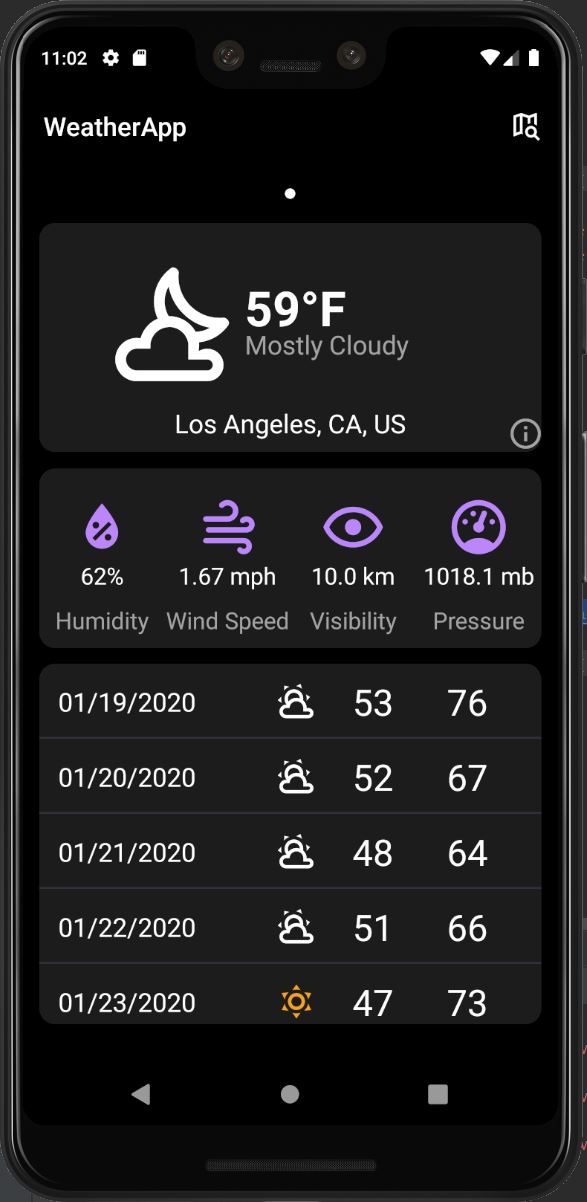 11:02
WeatherApp
59°F
Mostly Cloudy
Los Angeles, CA, US
62% 1.67 mph 10.0 km 1018.1 mb
Humidity Wind Speed Visibility Pressure
01/19/2020 53 76
01/20/2020 52 67
01/21/2020 48 64
01/22/2020 51 66
01/23/2020 47 73